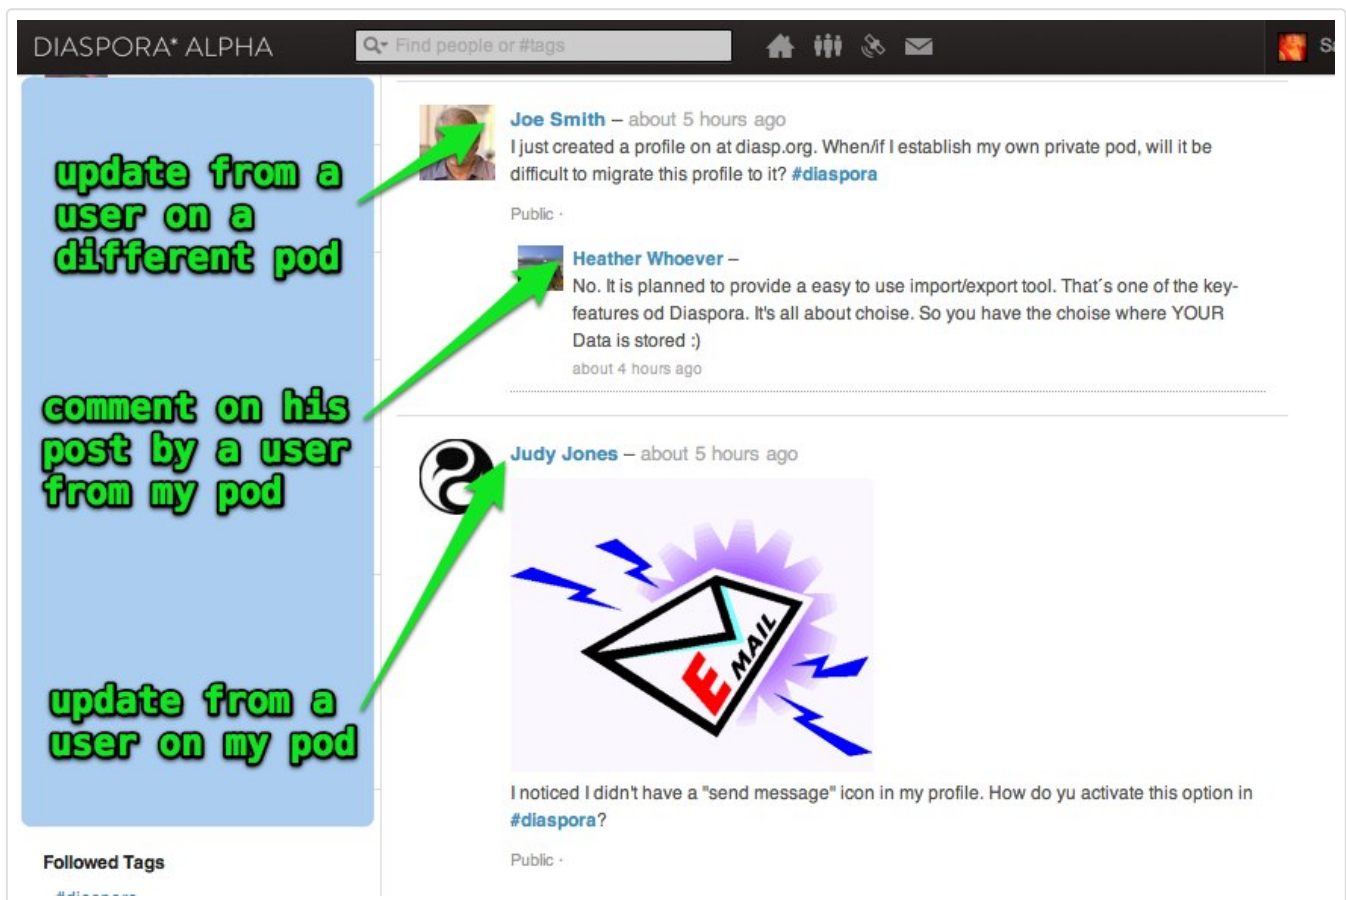 DIASPORA* ALPHA
Find people or #tags
update from a
user on a
different pod
Joe Smith – about 5 hours ago
I just created a profile on at diasp.org. When/if I establish my own private pod, will it be
difficult to migrate this profile to it? #diaspora
Public ·
Heather Whoever –
No. It is planned to provide a easy to use import/export tool. That´s one of the key-
features od Diaspora. It's all about choise. So you have the choise where YOUR
Data is stored :)
about 4 hours ago
comment on his
post by a user
from my pod
Judy Jones – about 5 hours ago
E MAIL
update from a
user on my pod
I noticed I didn't have a "send message" icon in my profile. How do yu activate this option in
#diaspora?
Public ·
Followed Tags
#diaspora